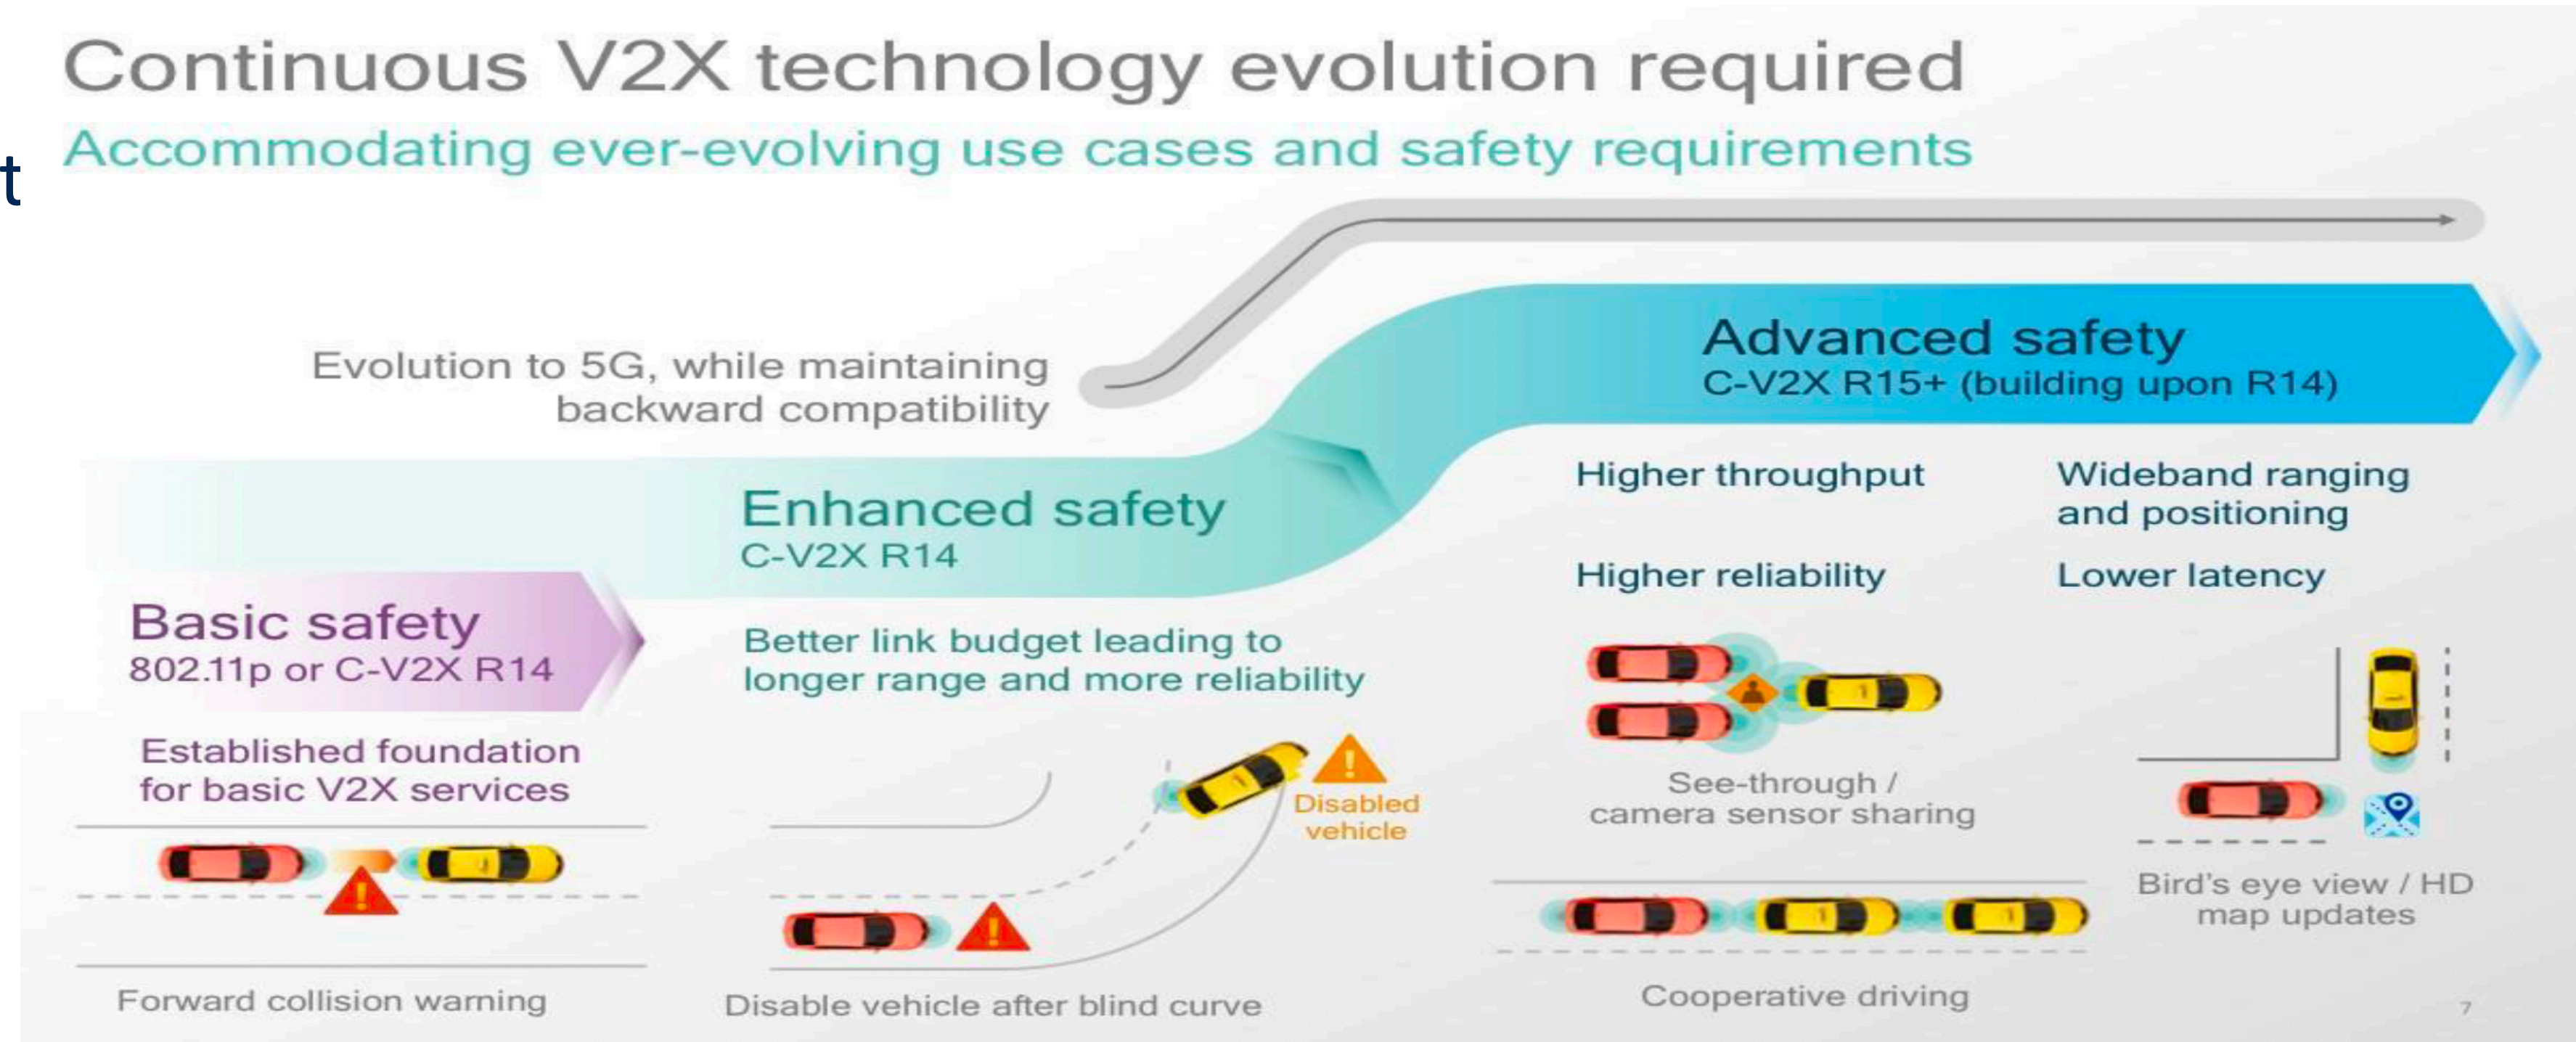 Continuous V2X technology evolution required
Accommodating ever-evolving use cases and safety requirements
t
Evolution to 5G, while maintaining
backward compatibility
Advanced safety
C-V2X R15+ (building upon R14)
Enhanced safety
C-V2X R14
Basic safety
802.11p or C-V2X R14
Established foundation
for basic V2X services
Forward collision warning
Better link budget leading to
longer range and more reliability
!
Disabled
vehicle
!
!
Disable vehicle after blind curve
Higher throughput
Wideband ranging
and positioning
Higher reliability
Lower latency
See-through /
camera sensor sharing
Bird's eye view / HD
map updates
Cooperative driving
7